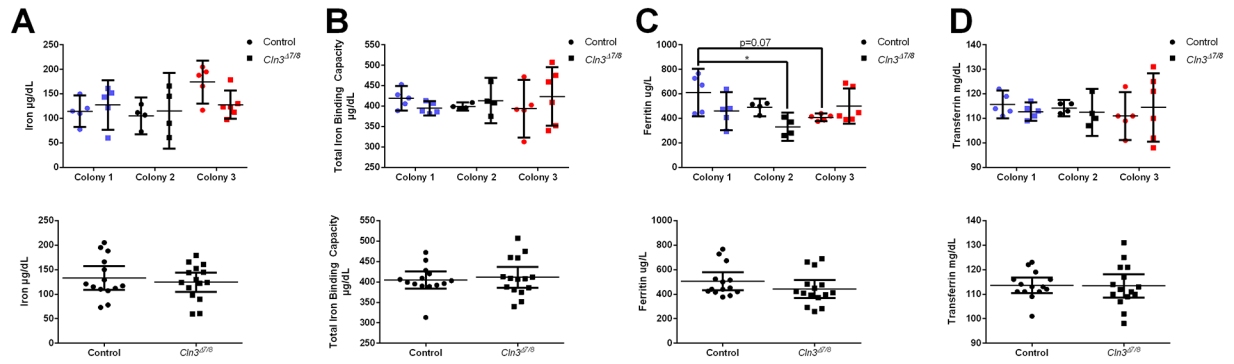 A
B
C
D
Control
Cln3Δ7/8
Iron µg/dL
250
200
150
100
50
0
Colony 1
Colony 2
Colony 3
Control
Cln3Δ7/8
Total Iron Binding Capacity
µg/dL
550
500
450
400
350
300
250
Colony 1
Colony 2
Colony 3
Control
Cln3Δ7/8
p=0.07
*
Ferritin ug/L
1000
800
600
400
200
0
Colony 1
Colony 2
Colony 3
Control
Cln3Δ7/8
Transferrin mg/dL
140
130
120
110
100
90
Colony 1
Colony 2
Colony 3
Iron µg/dL
250
200
150
100
50
0
Control
Cln3Δ7/8
Total Iron Binding Capacity
µg/dL
550
500
450
400
350
300
250
Control
Cln3Δ7/8
Ferritin ug/L
1000
800
600
400
200
0
Control
Cln3Δ7/8
Transferrin mg/dL
140
130
120
110
100
90
Control
Cln3Δ7/8